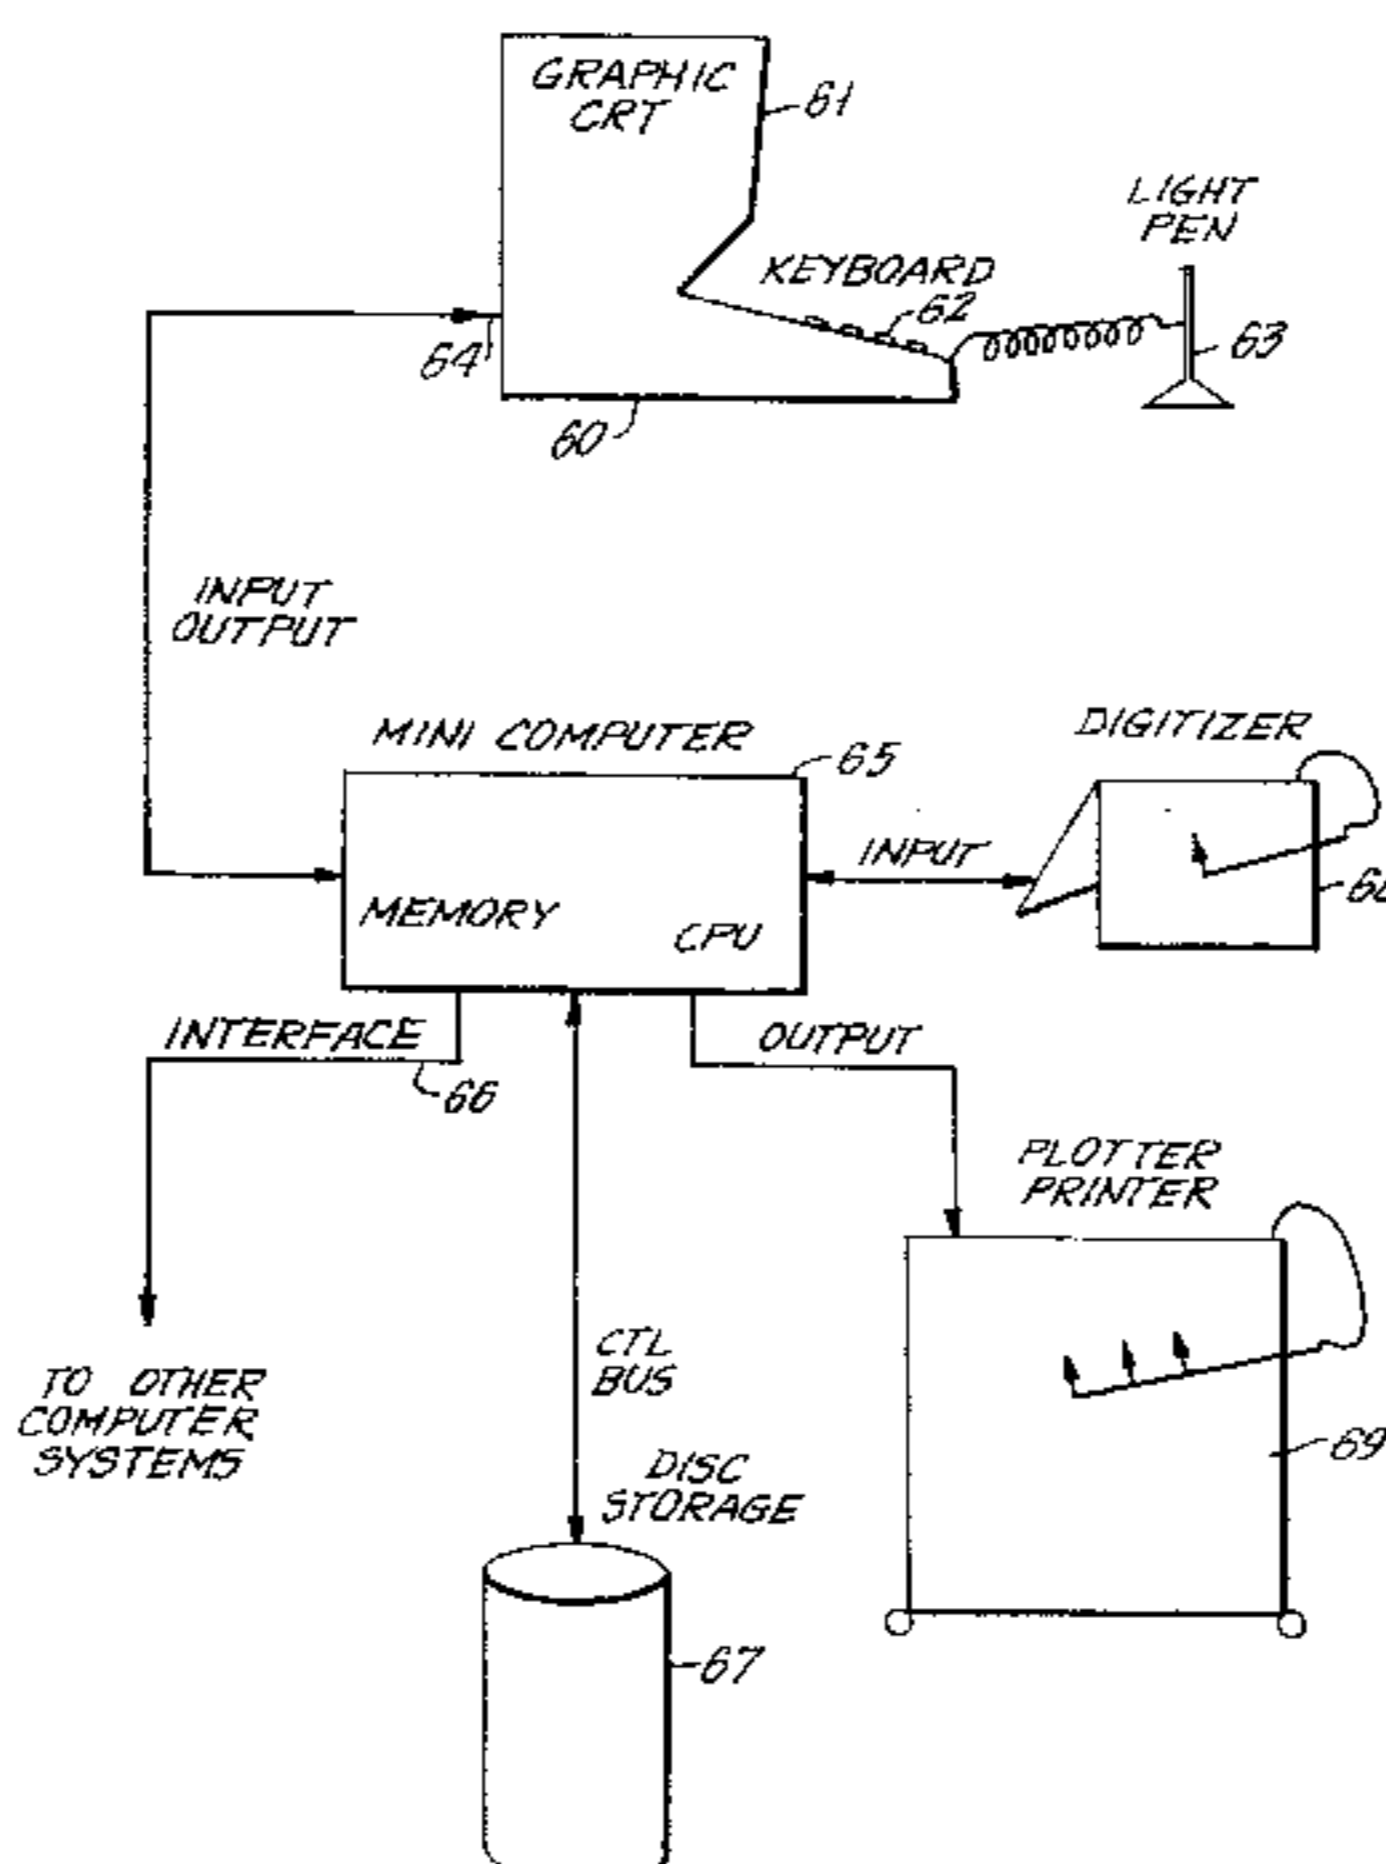 GRAPHIC
CRT
61
LIGHT
PEN
KEYBOARD
62
63
64
60
INPUT
OUTPUT
MINI COMPUTER
65
DIGITIZER
INPUT
MEMORY
CPU
INTERFACE
66
OUTPUT
PLOTTER
PRINTER
CTL
BUS
TO OTHER
COMPUTER
SYSTEMS
69
DISC
STORAGE
67